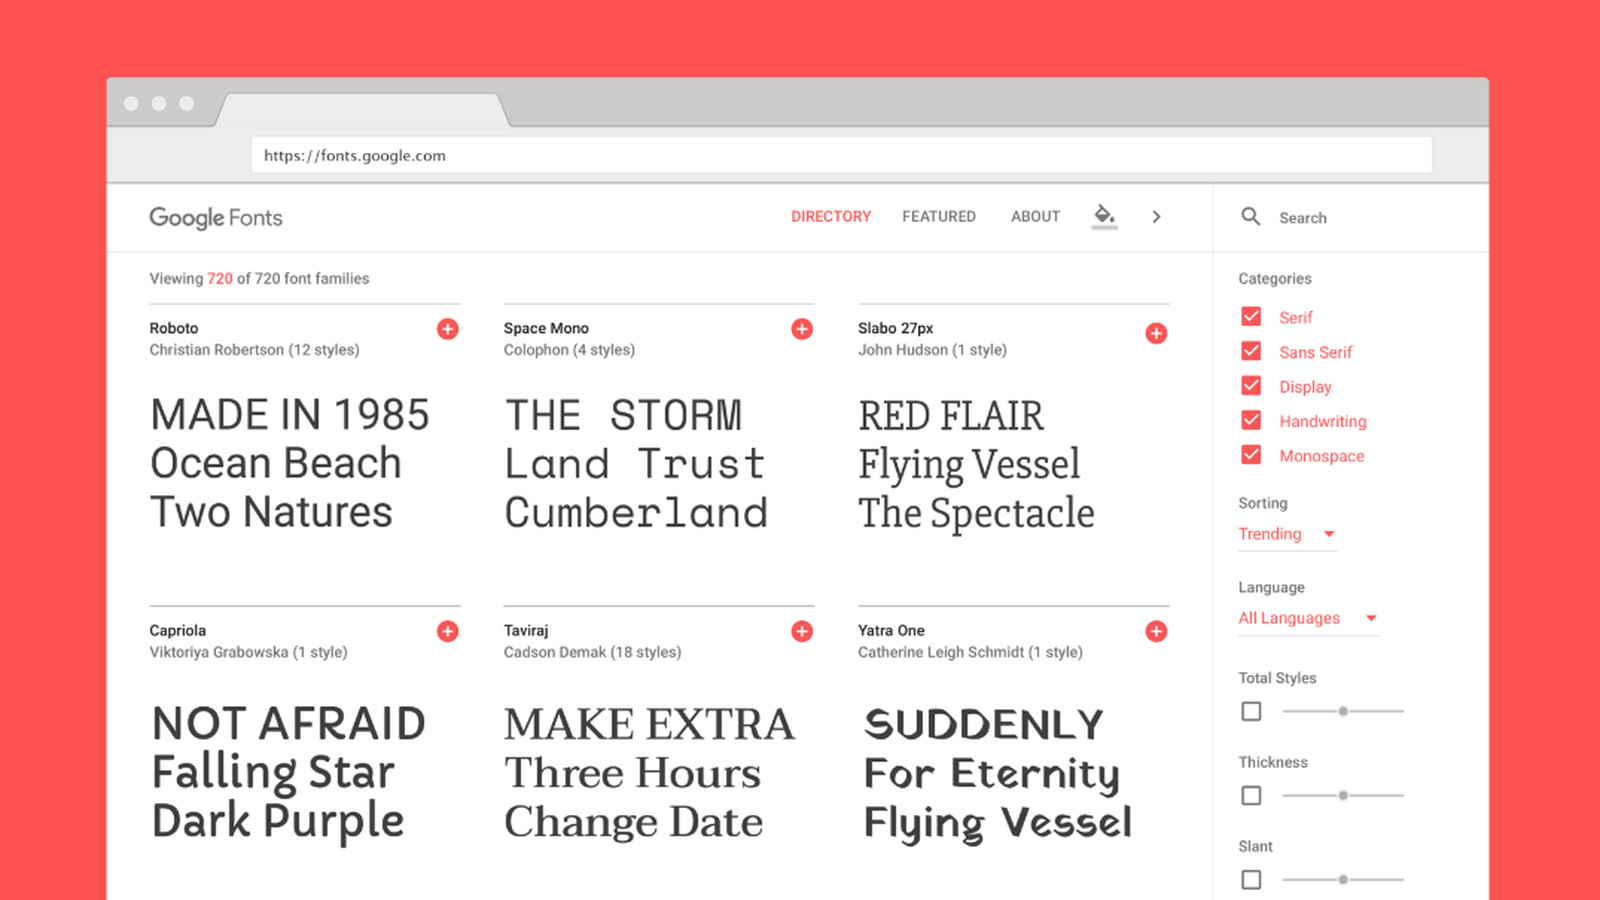 https://fonts.google.com
Google Fonts
DIRECTORY
FEATURED
ABOUT
Search
Viewing 720 of 720 font families
Roboto
Christian Robertson (12 styles)
MADE IN 1985
Ocean Beach
Two Natures
Space Mono
Colophon (4 styles)
THE STORM
Land Trust
Cumberland
Slabo 27px
John Hudson (1 style)
RED FLAIR
Flying Vessel
The Spectacle
Capriola
Viktoriya Grabowska (1 style)
NOT AFRAID
Falling Star
Dark Purple
Taviraj
Cadson Demak (18 styles)
MAKE EXTRA
Three Hours
Change Date
Yatra One
Catherine Leigh Schmidt (1 style)
SUDDENLY
For Eternity
Flying Vessel
Categories
Serif
Sans Serif
Display
Handwriting
Monospace
Sorting
Trending
Language
All Languages
Total Styles
Thickness
Slant